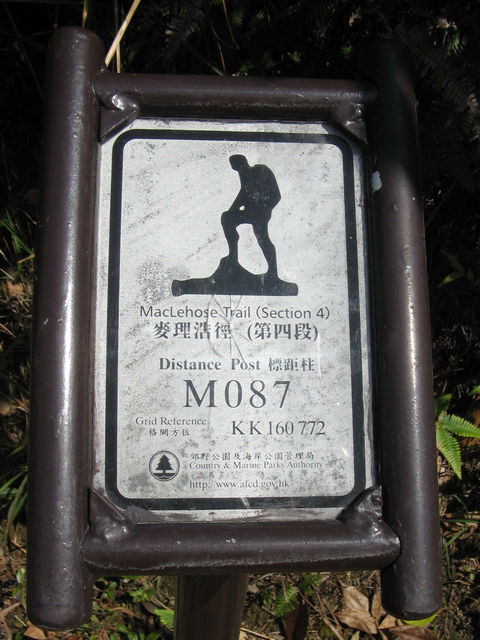 MacLehose Trail (Section 4)
麥理浩徑 (第四段)
Distance Post 標距柱
M087
Grid Reference
格網方位
KK 160 772
郊野公園及海岸公園管理局
Country & Marine Parks Authority
http://www.afcd.gov.hk